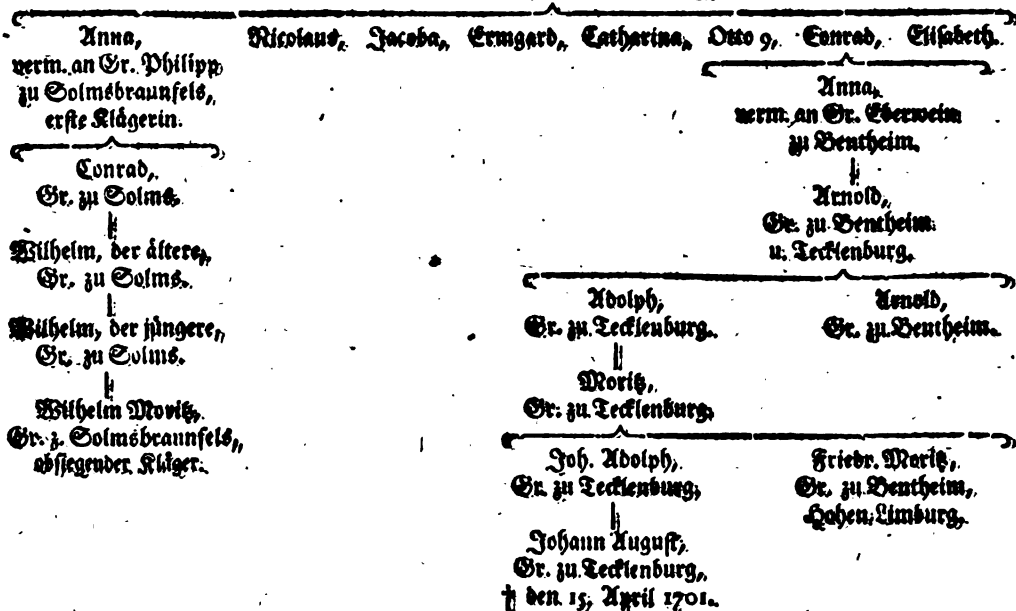 Anna,
verm. an Gr. Philipp
zu Solmsbraunfels,
erste Klägerin.
Conrad,
Gr. zu Solms.
Wilhelm, der ältere,
Gr. zu Solms.
Wilhelm, der jüngere,
Gr. zu Solms.
Wilhelm Moritz,
Gr. z. Solmsbraunfels,
obsiegender Kläger.
Nicolaus, Jacoba, Ermgard, Catharina, Otto 9, Conrad, Elisabeth.
Anna,
verm. an Gr. Eberwein
zu Bentheim.
Arnold,
Gr. zu Bentheim
u. Tecklenburg.
Adolph,
Gr. zu Tecklenburg.
Moritz,
Gr. zu Tecklenburg,
Arnold,
Gr. zu Bentheim.
Joh. Adolph,
Gr. zu Tecklenburg,
Johann August,
Gr. zu Tecklenburg,
† den 15. April 1701.
Friedr. Moritz,
Gr. zu Bentheim,
Hohen-Limburg.